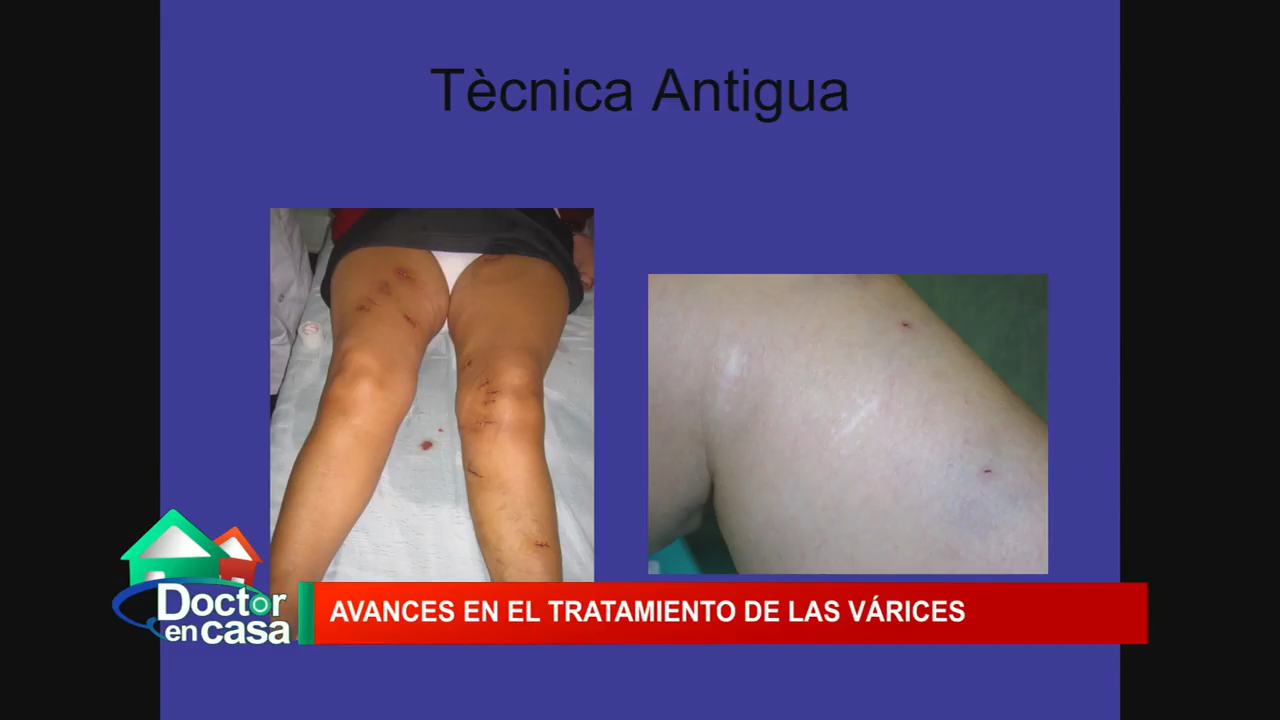 Tècnica Antigua
Doctor
en casa
AVANCES EN EL TRATAMIENTO DE LAS VÁRICES